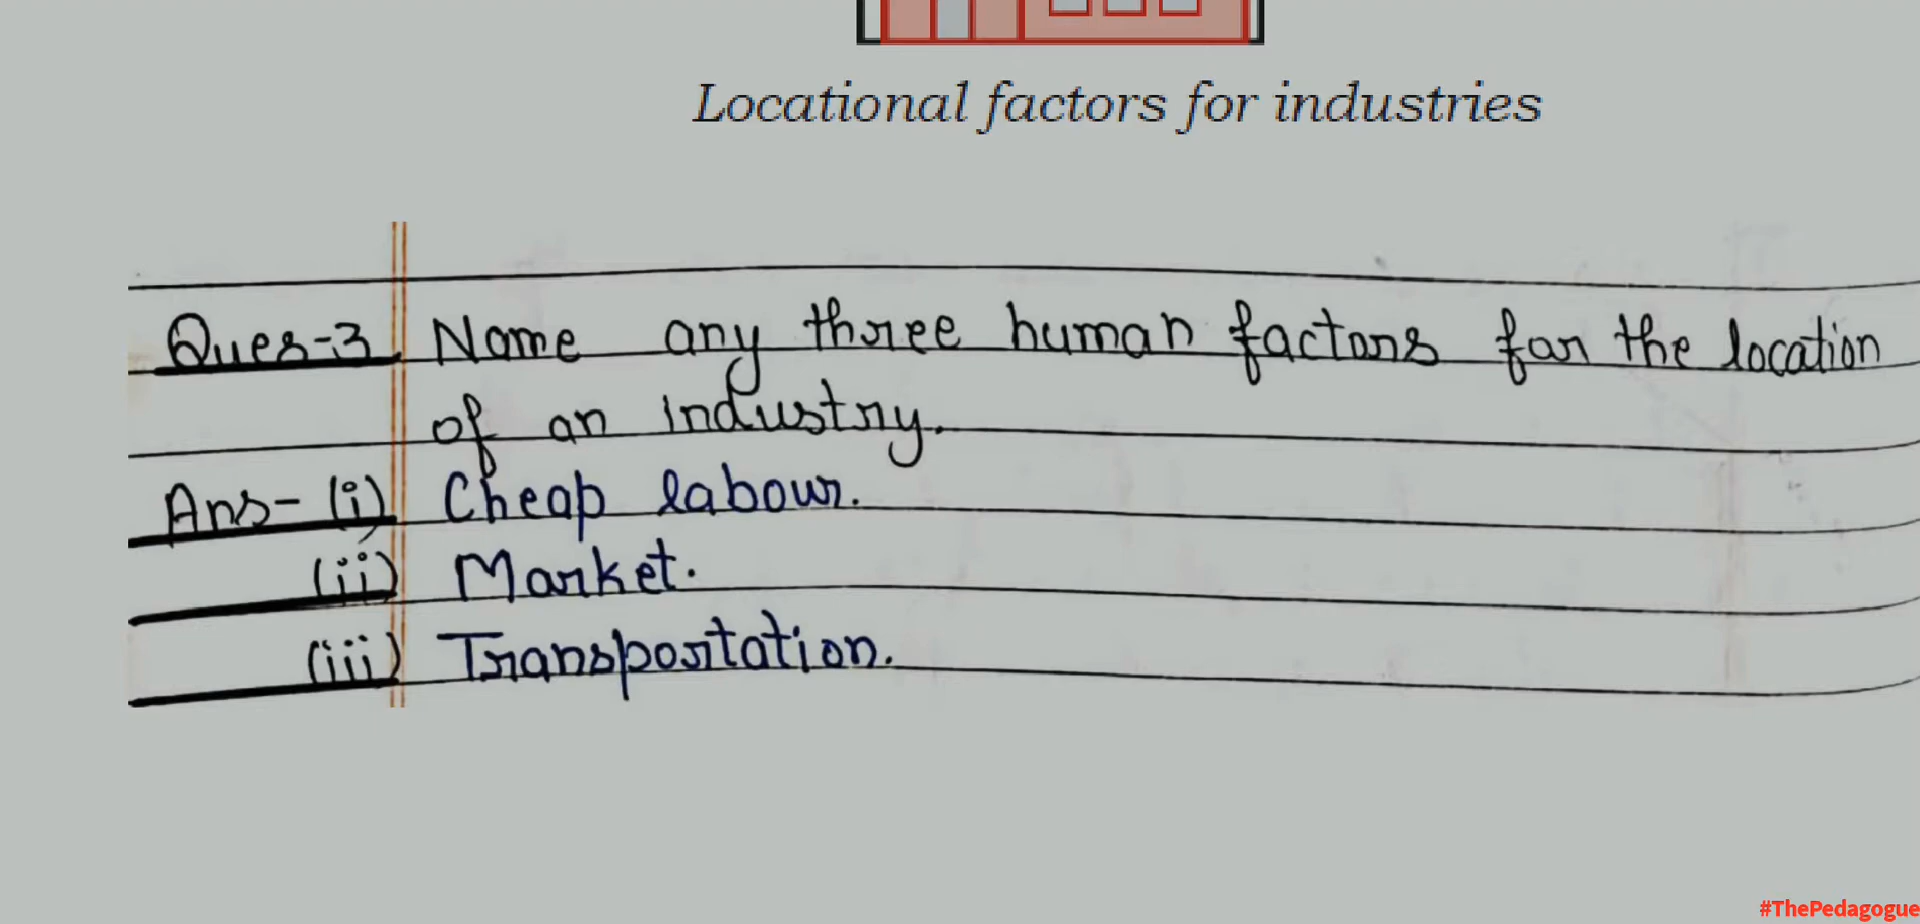 Locational factors for industries
Ques-3 Name any three human factors for the location
of an industry.
Ans- (i) Cheap labour.
(ii) Market.
(iii) Transportation.
#ThePedagogue